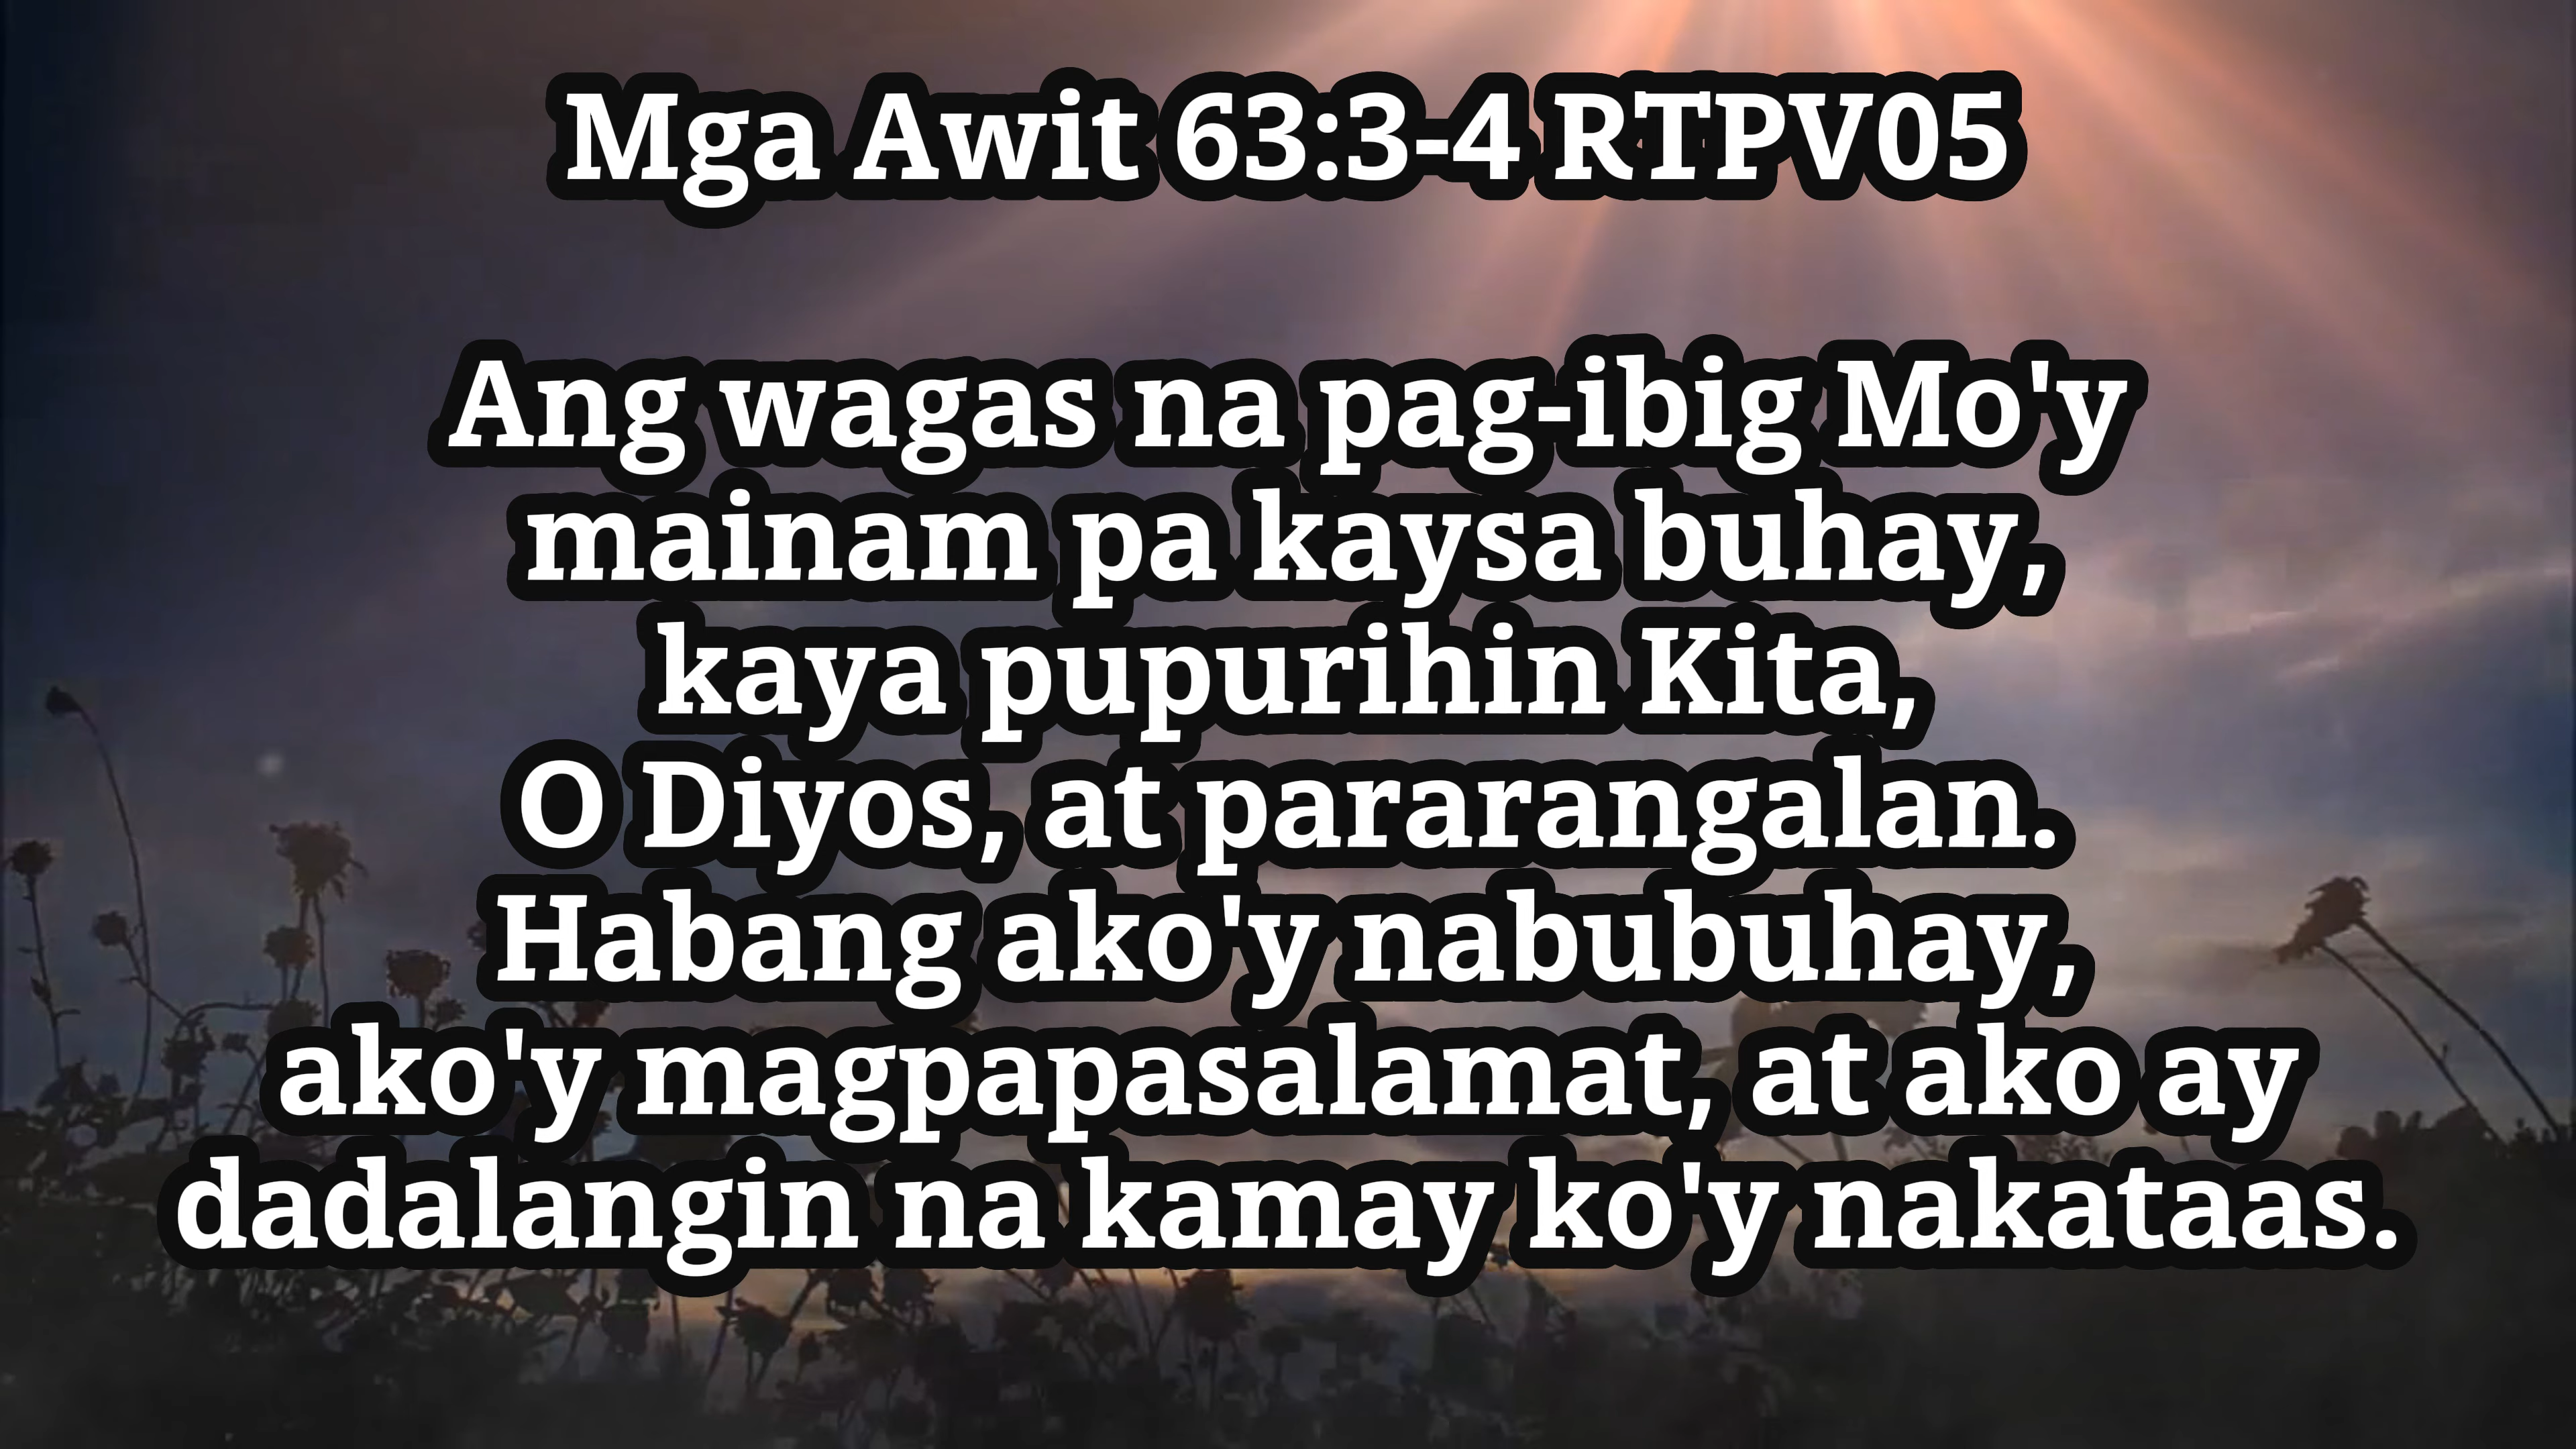 Mga Awit 63:3-4 RTPV05
Ang wagas na pag-ibig Mo'y
mainam pa kaysa buhay,
kaya pupurihin Kita,
O Diyos, at pararangalan.
Habang ako'y nabubuhay,
ako'y magpapasalamat, at ako ay
dadalangin na kamay ko'y nakataas.